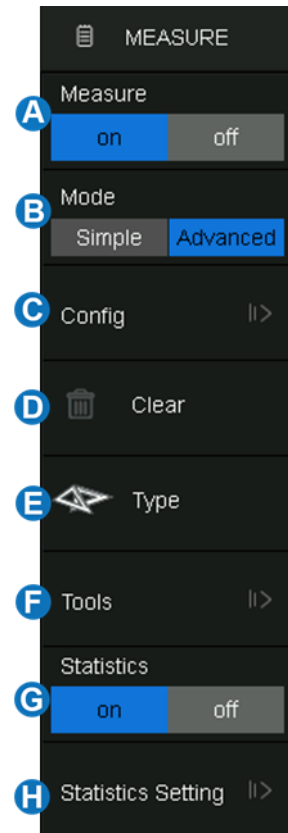 MEASURE
A
Measure
on off
B
Mode
Simple Advanced
C
Config
D
Clear
E
Type
F
Tools
Statistics
G
on off
H
Statistics Setting